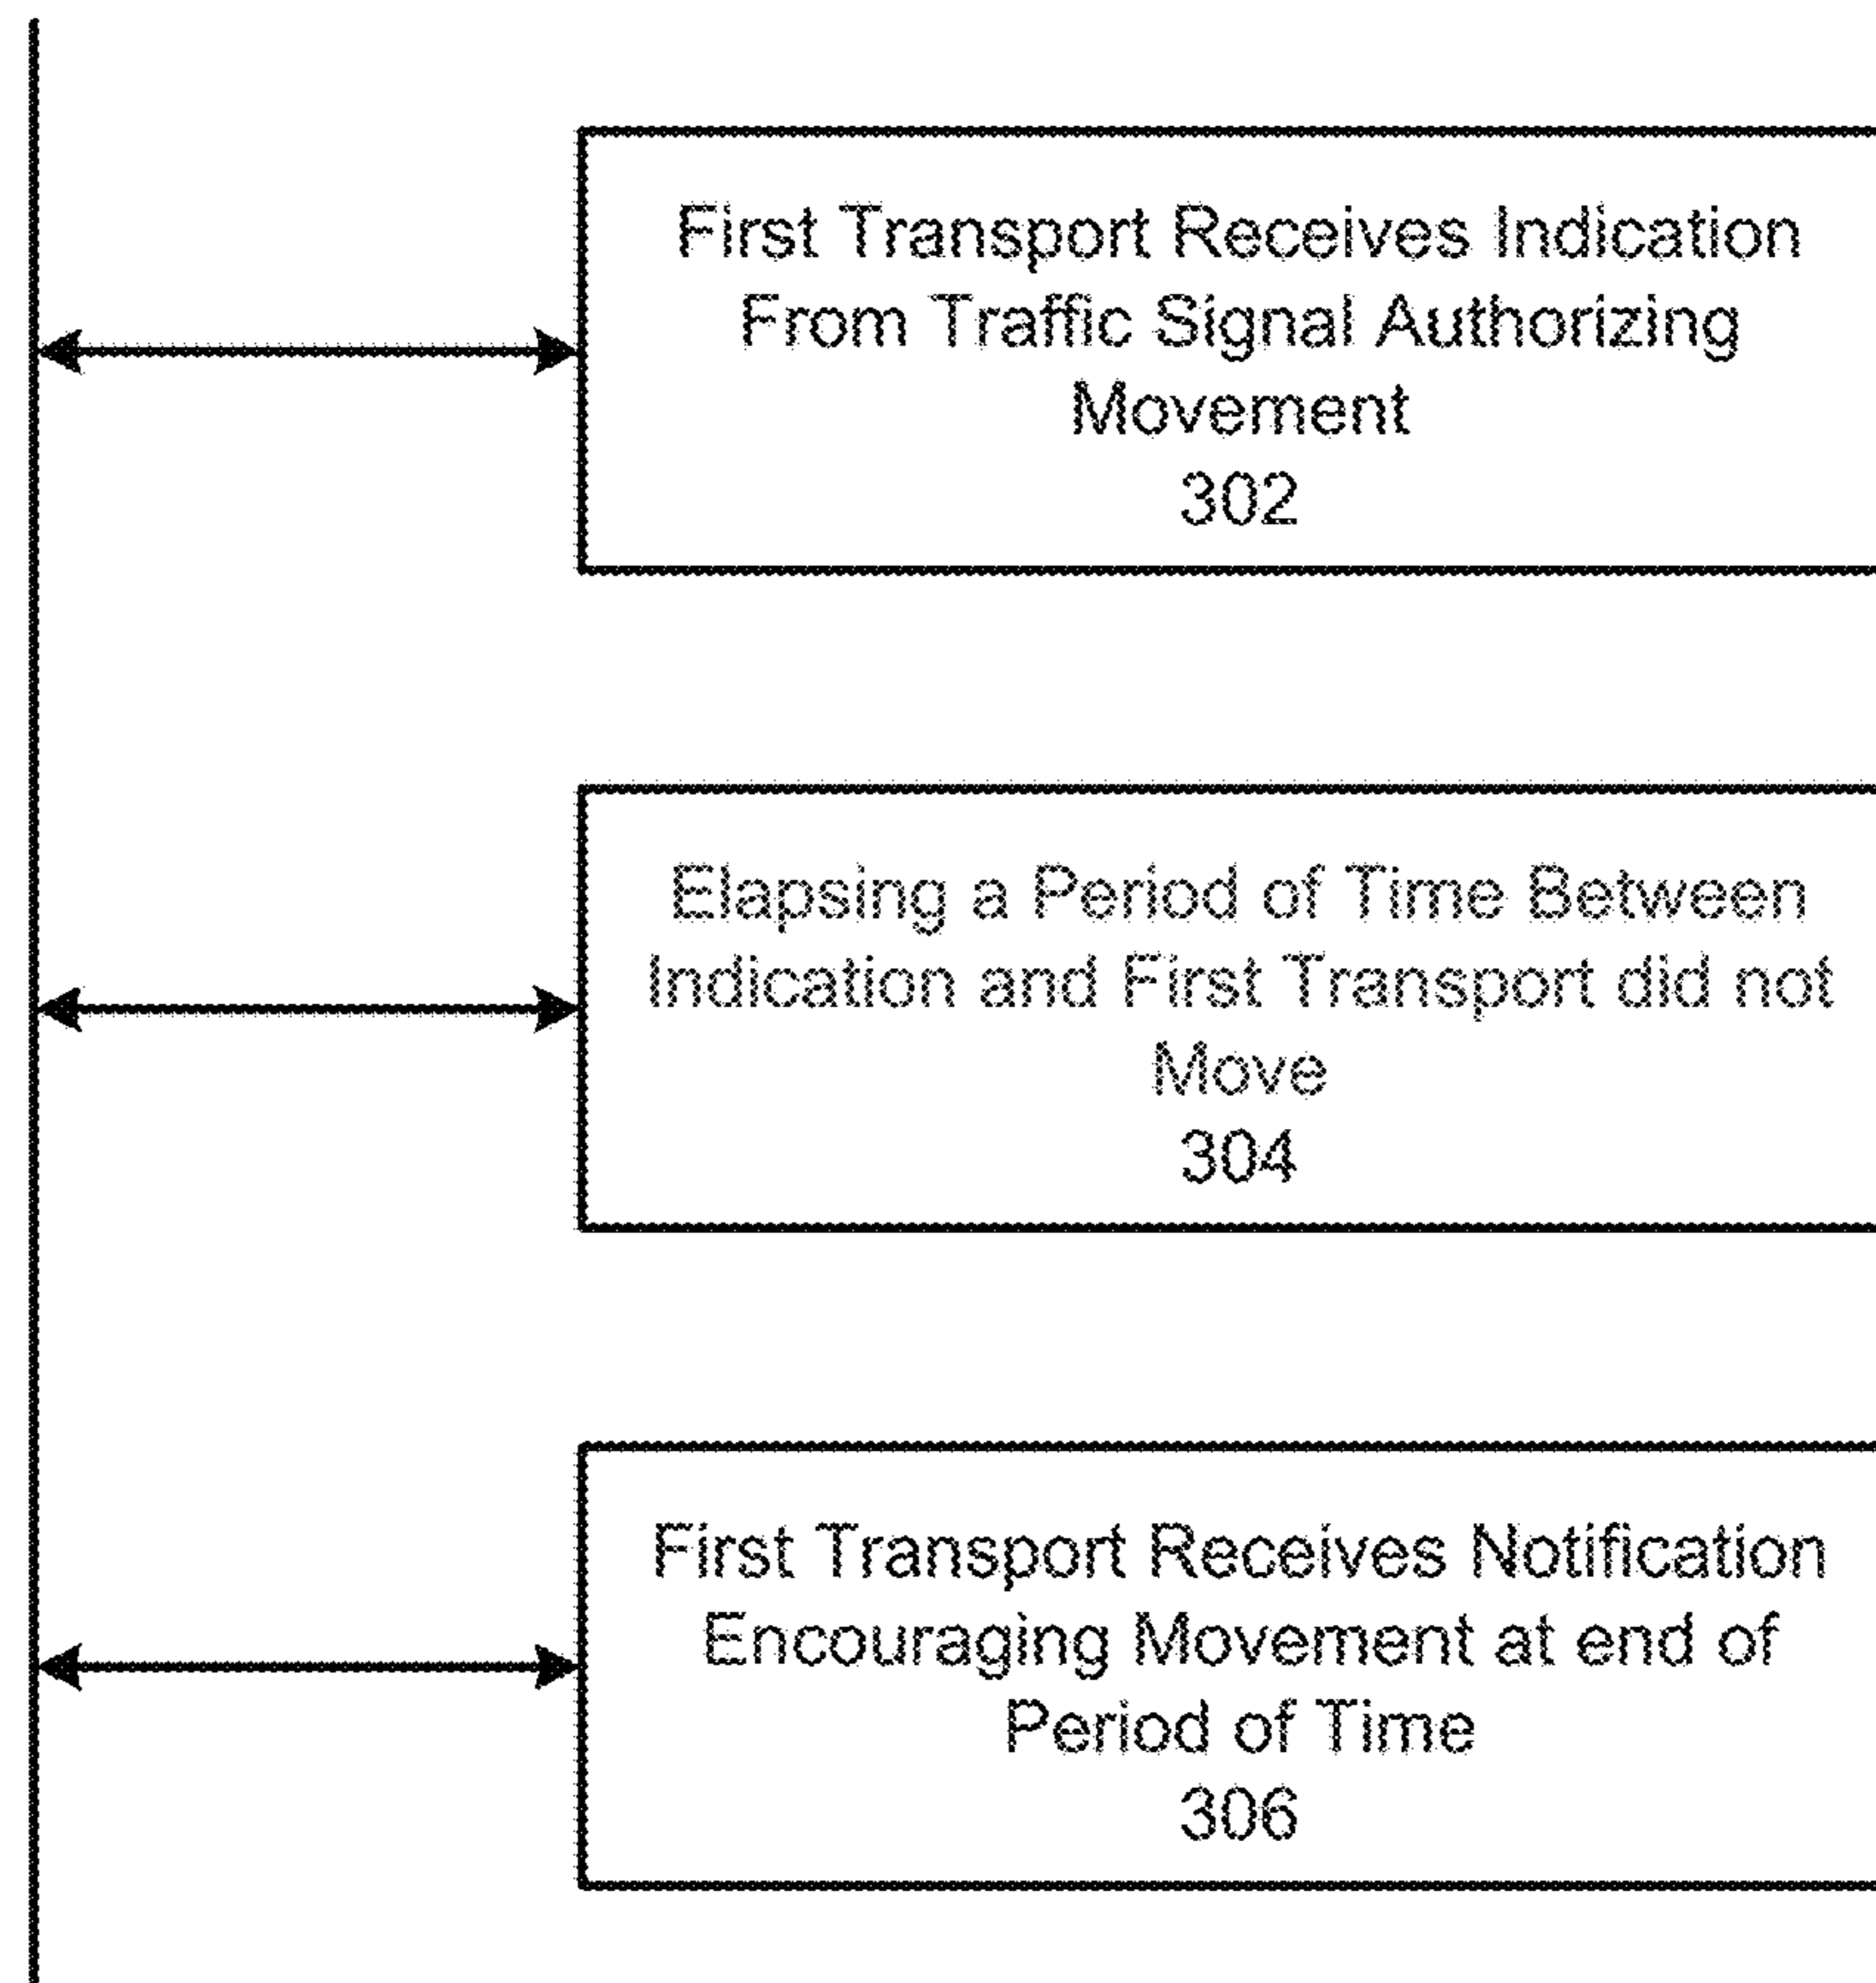 First Transport Receives Indication
From Traffic Signal Authorizing
Movement
302
Elapsing a Period of Time Between
Indication and First Transport did not
Move
304
First Transport Receives Notification
Encouraging Movement at end of
Period of Time
306